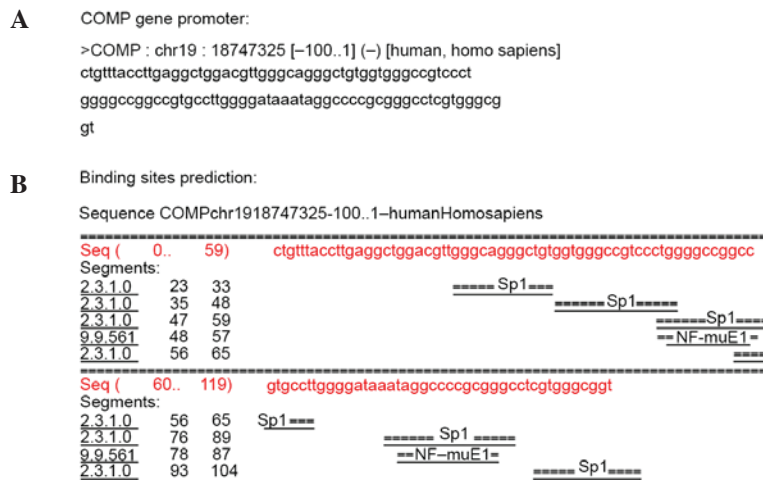 A COMP gene promoter:
>COMP : chr19 : 18747325 [–100..1] (–) [human, homo sapiens]
ctgtttaccttgaggctggacgttgggcagggctgtggtgggccgtccct
ggggccggccgtgccttggggataaataggccccgcgggcctcgtgggcg
gt
B Binding sites prediction:
Sequence COMPchr1918747325-100..1–humanHomosapiens
Seq ( 0.. 59) ctgtttaccttgaggctggacgttgggcagggctgtggtgggccgtccctggggccggcc
Segments:
2.3.1.0 23 33 ===== Sp1 ===
2.3.1.0 35 48 ====== Sp1 =====
2.3.1.0 47 59 ======Sp1====
9.9.561 48 57 ==NF-muE1=
2.3.1.0 56 65 ====
Seq ( 60.. 119) gtgccttggggataaataggccccgcgggcctcgtgggcggt
Segments:
2.3.1.0 56 65 Sp1 ===
2.3.1.0 76 89 ====== Sp1 =====
9.9.561 78 87 ==NF–muE1=
2.3.1.0 93 104 ===== Sp1====